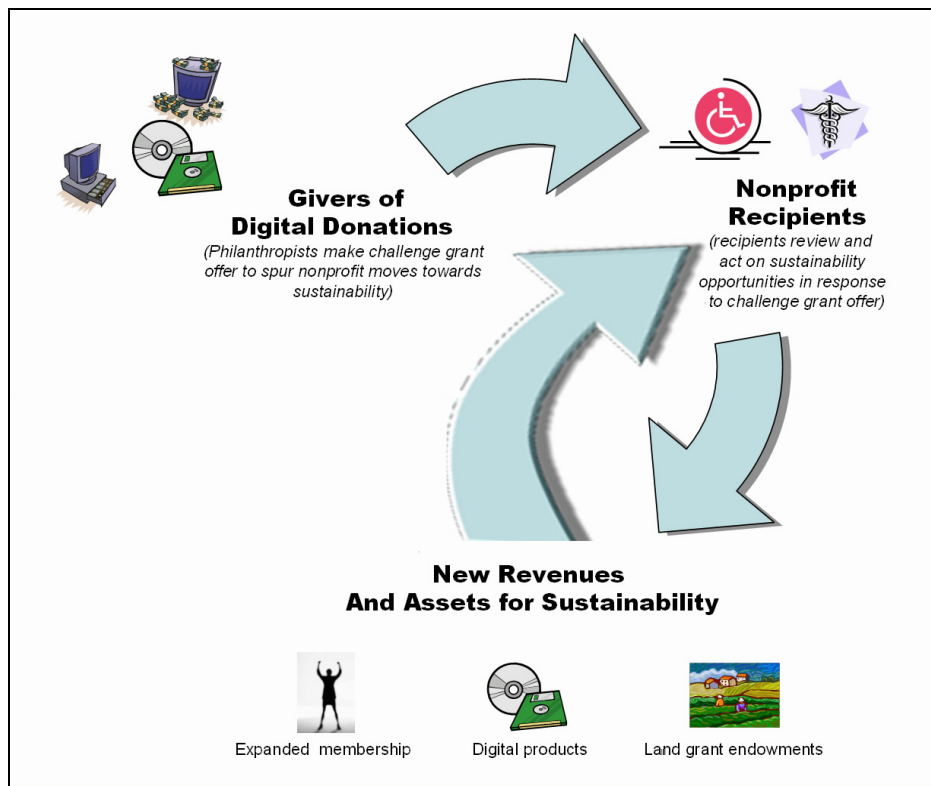 Givers of
Digital Donations
(Philanthropists make challenge grant
offer to spur nonprofit moves towards
sustainability)
Nonprofit
Recipients
(recipients review and
act on sustainability
opportunities in response
to challenge grant offer)
New Revenues
And Assets for Sustainability
Expanded membership
Digital products
Land grant endowments